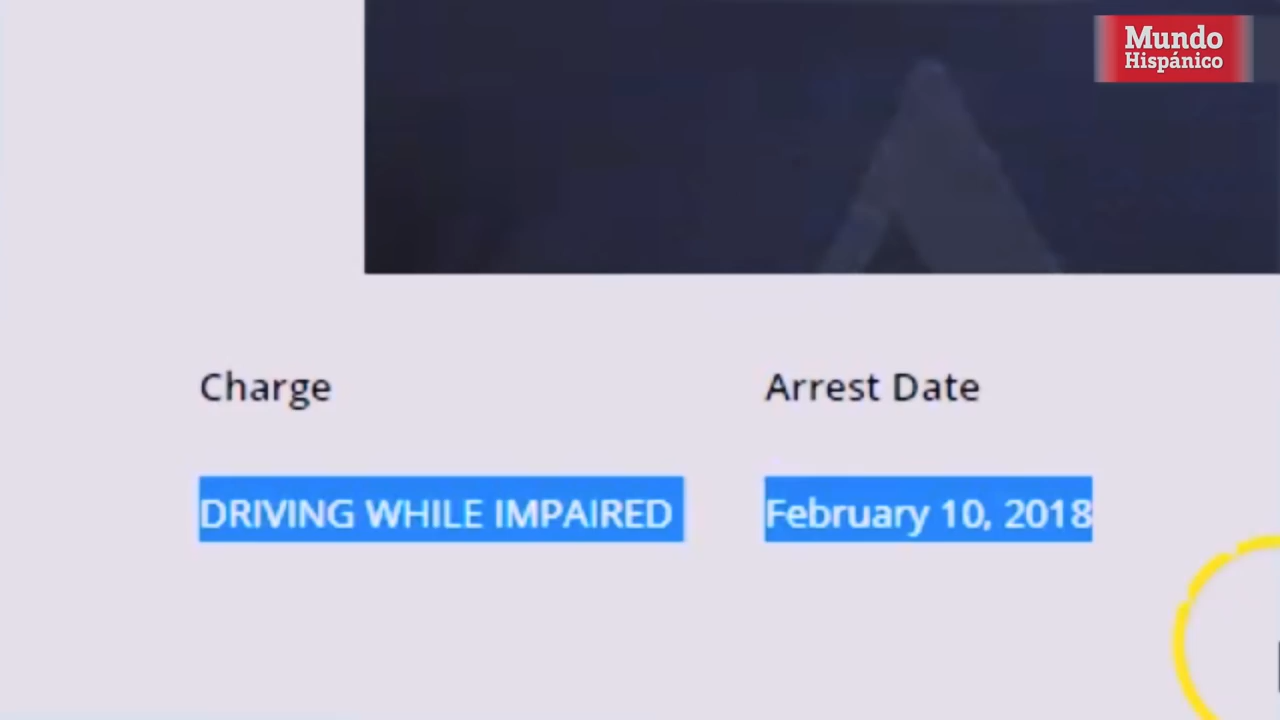 Mundo
Hispánico
Charge
Arrest Date
DRIVING WHILE IMPAIRED
February 10, 2018